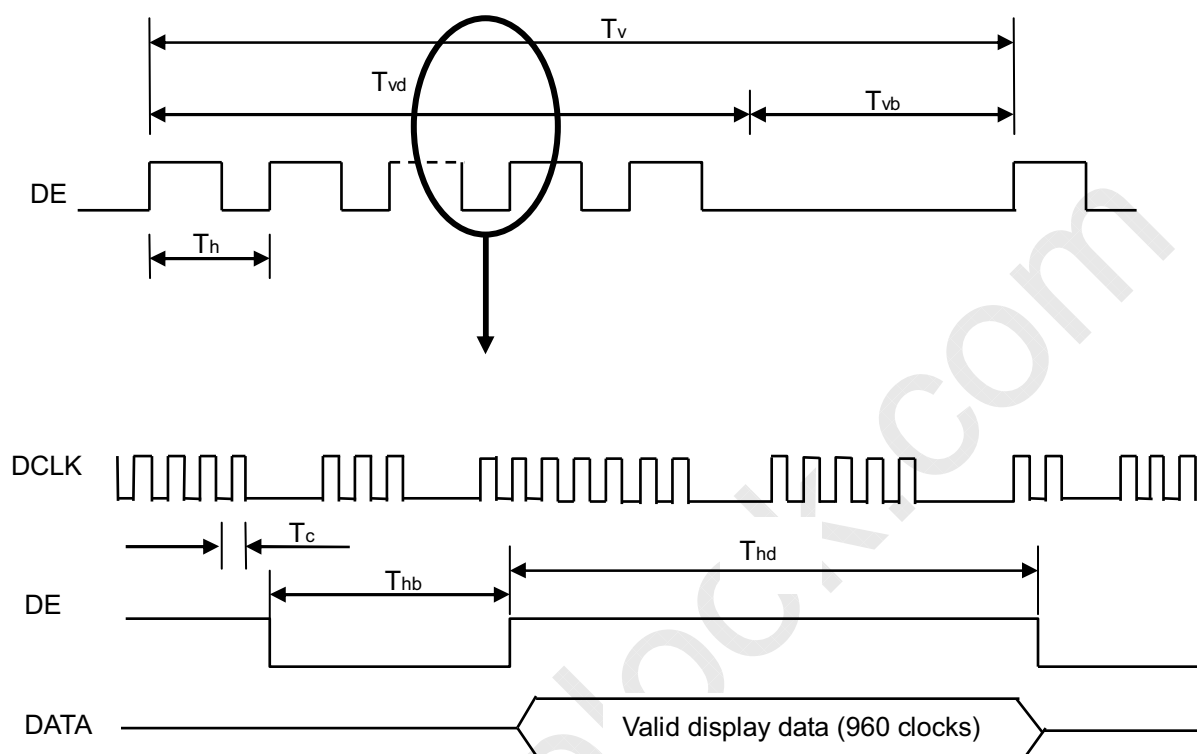 Tv
Tvd
Tvb
DE
Th
DCLK
Tc
Thd
Thb
DE
DATA
Valid display data (960 clocks)